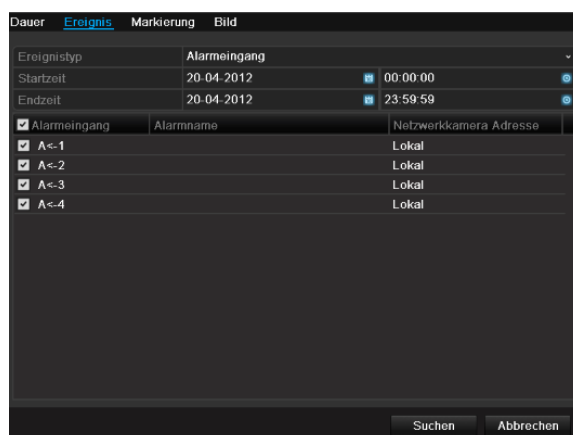 Dauer Ereignis Markierung Bild
Ereignistyp Alarmeingang
Startzeit 20-04-2012 00:00:00
Endzeit 20-04-2012 23:59:59
Alarmeingang Alarmname Netzwerkkamera Adresse
A<-1 Lokal
A<-2 Lokal
A<-3 Lokal
A<-4 Lokal
Suchen Abbrechen